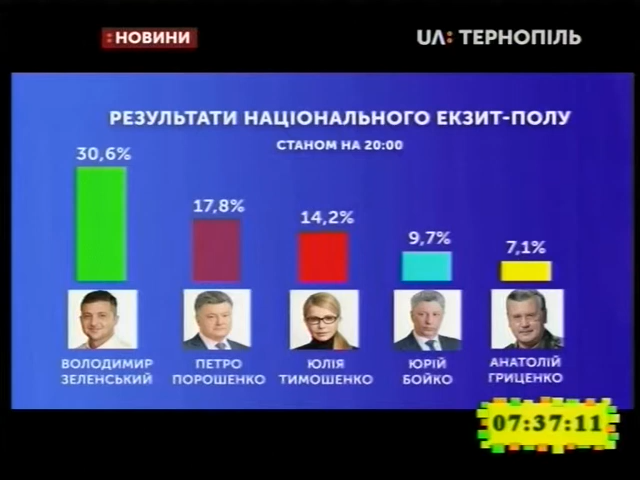 : НОВИНИ
UA: ТЕРНОПІЛЬ
РЕЗУЛЬТАТИ НАЦІОНАЛЬНОГО ЕКЗИТ-ПОЛУ
СТАНОМ НА 20:00
30,6%
17,8%
14,2%
9,7%
7,1%
ВОЛОДИМИР
ЗЕЛЕНСЬКИЙ
ПЕТРО
ПОРОШЕНКО
ЮЛІЯ
ТИМОШЕНКО
ЮРІЙ
БОЙКО
АНАТОЛІЙ
ГРИЦЕНКО
07:37:11